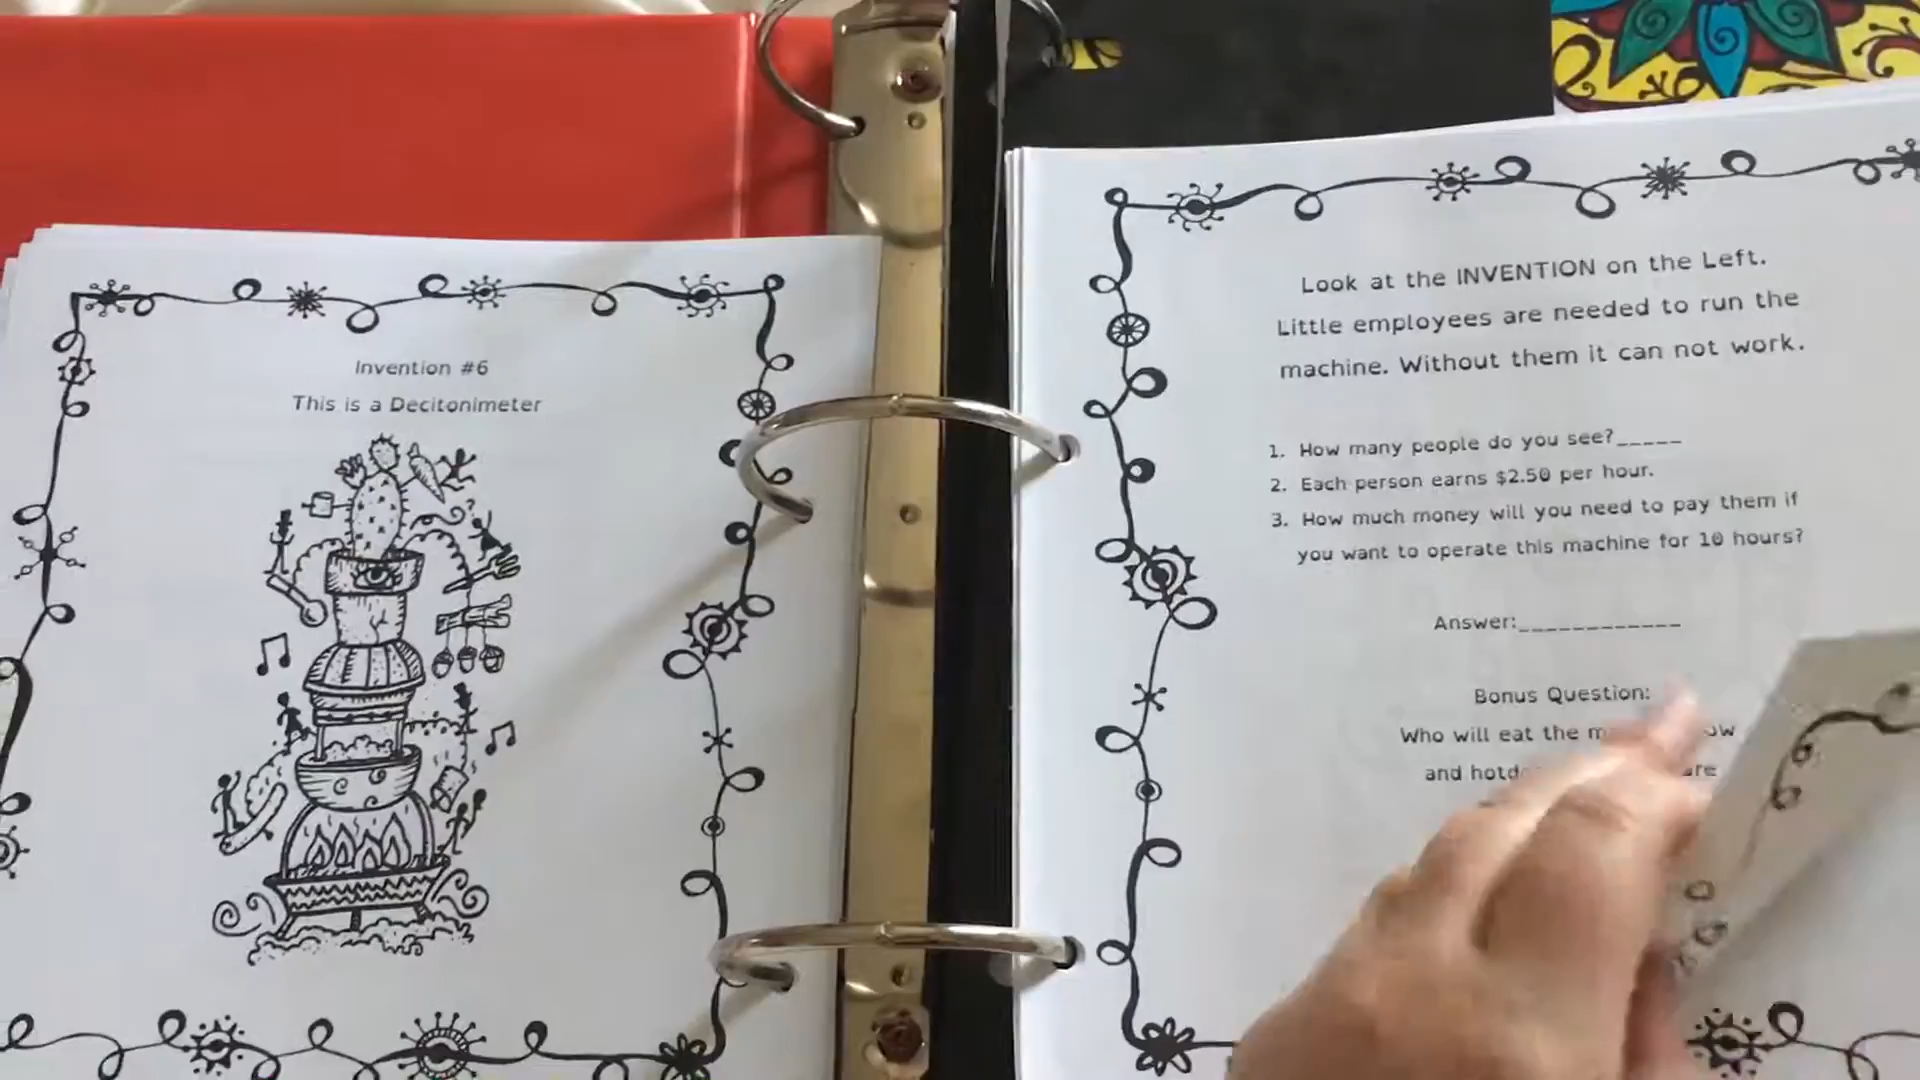 Invention #6
This is a Decitonimeter
Look at the INVENTION on the Left.
Little employees are needed to run the
machine. Without them it can not work.
1. How many people do you see?_____
2. Each person earns $2.50 per hour.
3. How much money will you need to pay them if
you want to operate this machine for 10 hours?
Answer:____________
Bonus Question:
Who will eat the
and